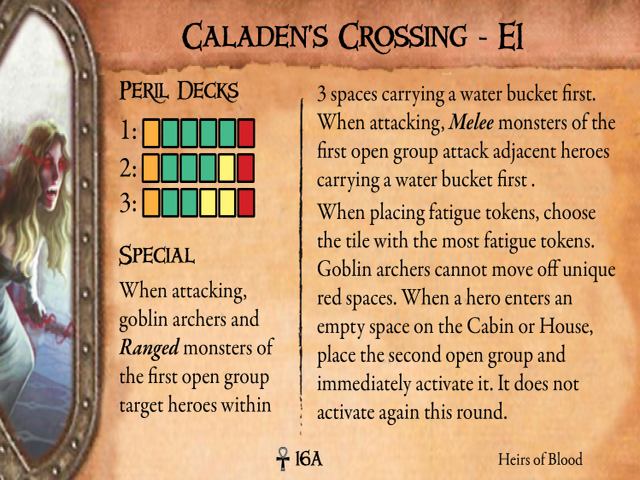 Caladen's Crossing - E1
Peril Decks
1:
2:
3:
Special
When attacking,
goblin archers and
Ranged monsters of
the first open group
target heroes within
3 spaces carrying a water bucket first.
When attacking, Melee monsters of the
first open group attack adjacent heroes
carrying a water bucket first .
When placing fatigue tokens, choose
the tile with the most fatigue tokens.
Goblin archers cannot move off unique
red spaces. When a hero enters an
empty space on the Cabin or House,
place the second open group and
immediately activate it. It does not
activate again this round.
16A
Heirs of Blood